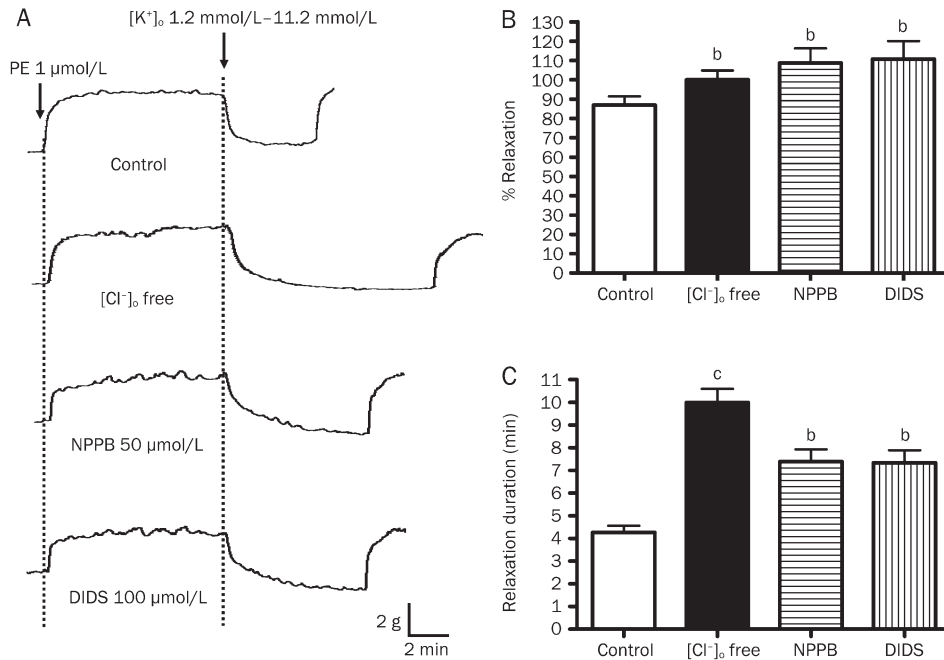 A
[K⁺]ₒ 1.2 mmol/L–11.2 mmol/L
PE 1 μmol/L
Control
[Cl⁻]ₒ free
NPPB 50 μmol/L
DIDS 100 μmol/L
2 g
2 min
B
% Relaxation
130
120
110
100
90
80
70
60
50
40
30
20
10
0
b
b
b
Control
[Cl⁻]ₒ free
NPPB
DIDS
C
Relaxation duration (min)
11
10
9
8
7
6
5
4
3
2
1
0
c
b
b
Control
[Cl⁻]ₒ free
NPPB
DIDS